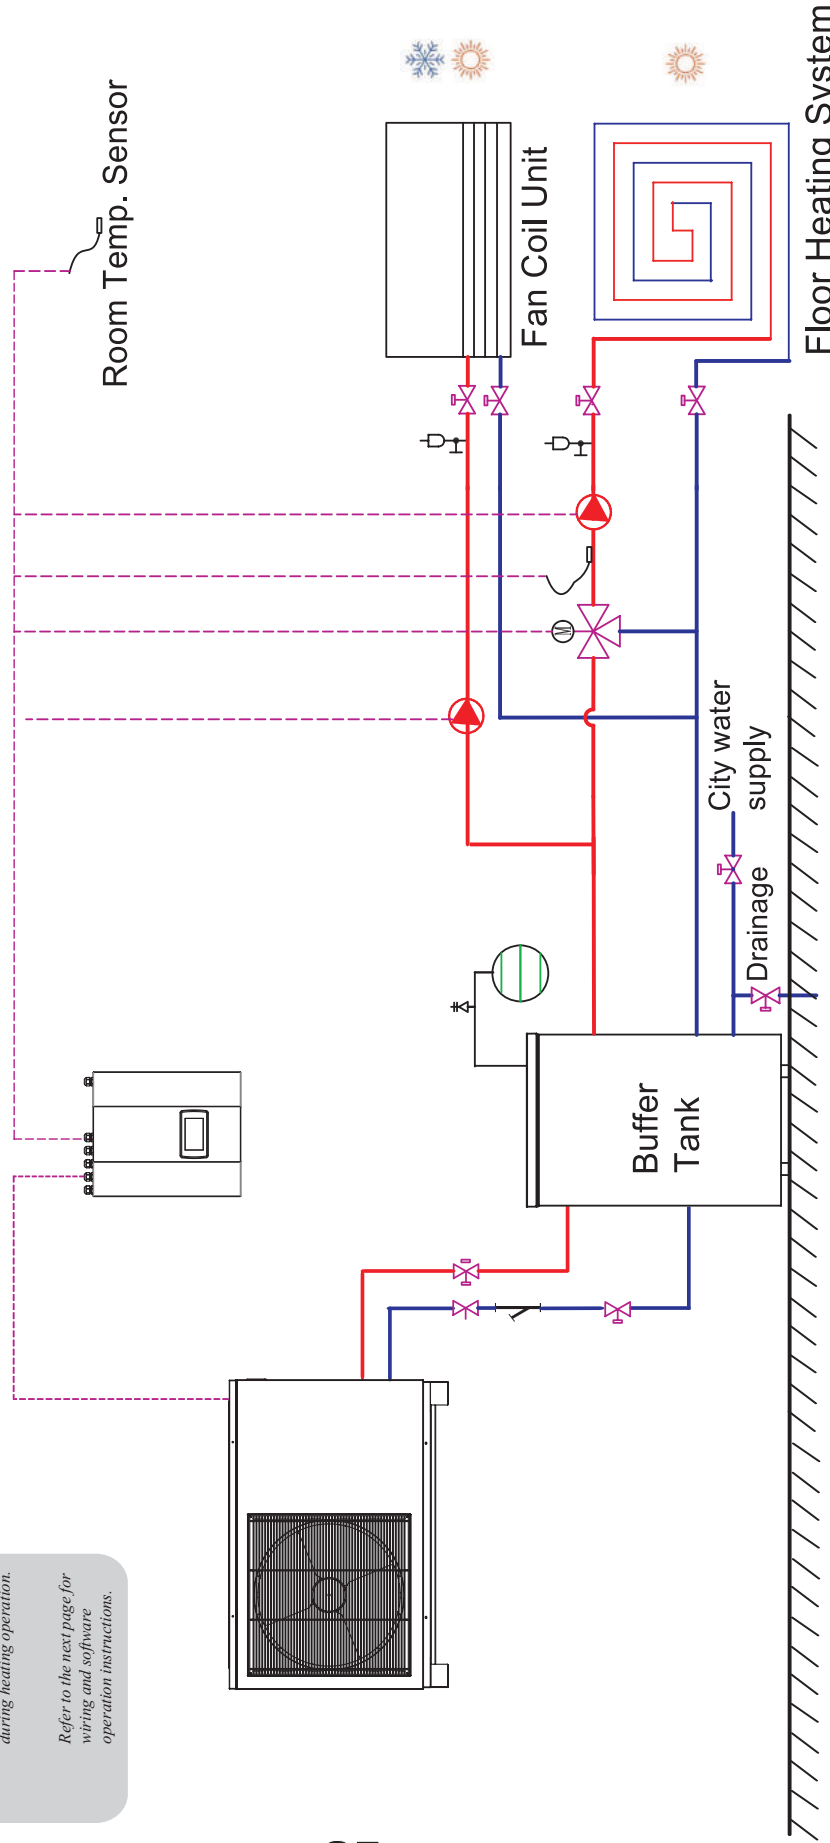 during heating operation.
Refer to the next page for
wiring and software
operation instructions.
Room Temp. Sensor
Fan Coil Unit
Floor Heating System
City water
supply
Drainage
Buffer
Tank
M